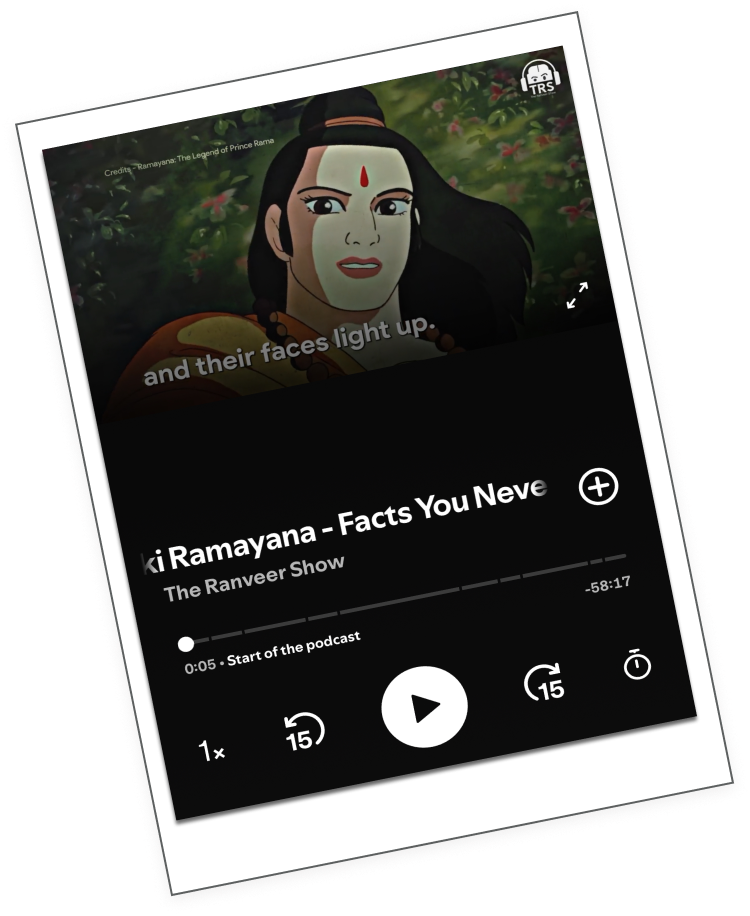 TRS
Credits - Ramayana: The Legend of Prince Rama
and their faces light up.
ki Ramayana - Facts You Neve
The Ranveer Show
-58:17
0:05 • Start of the podcast
1x
15
15